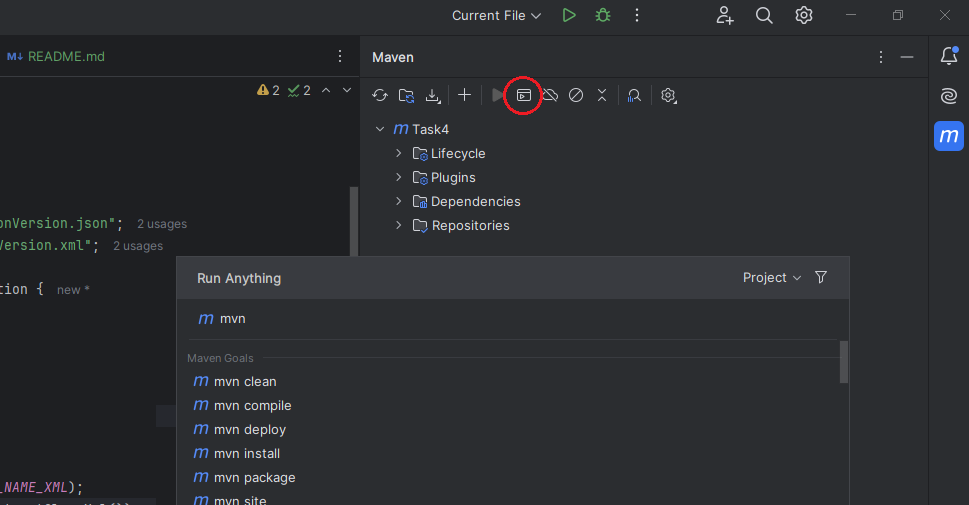 Current File
M↓ README.md
Maven
2 2
m Task4
Lifecycle
Plugins
Dependencies
Repositories
m
onVersion.json"; 2 usages
Version.xml"; 2 usages
tion { new *
Run Anything Project
m mvn
Maven Goals
m mvn clean
m mvn compile
m mvn deploy
m mvn install
m mvn package
m mvn site
_NAME_XML);